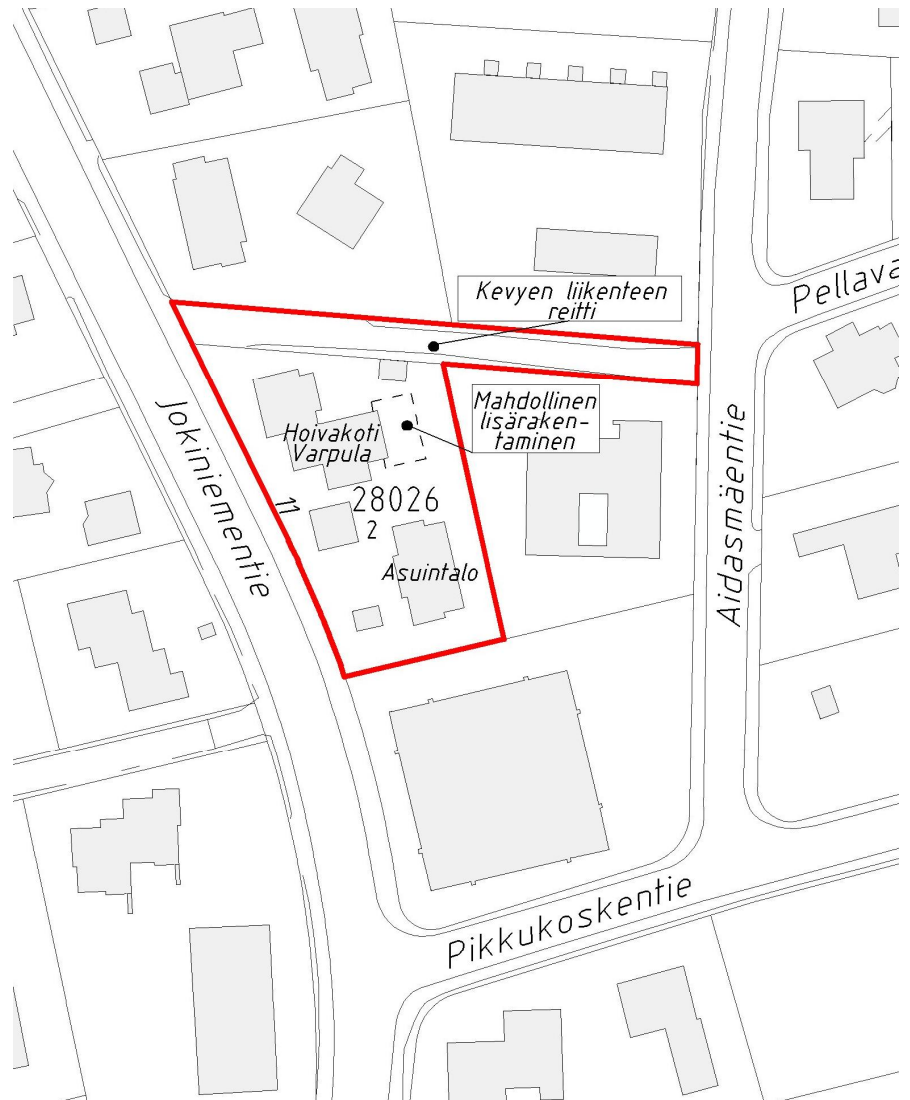 Kevyen liikenteen
reitti
Pellava
Mahdollinen
lisäraken-
taminen
Hoivakoti
Varpula
Jokiniementie
11
28026
2
Asuintalo
Aidasmäentie
Pikkukoskentie